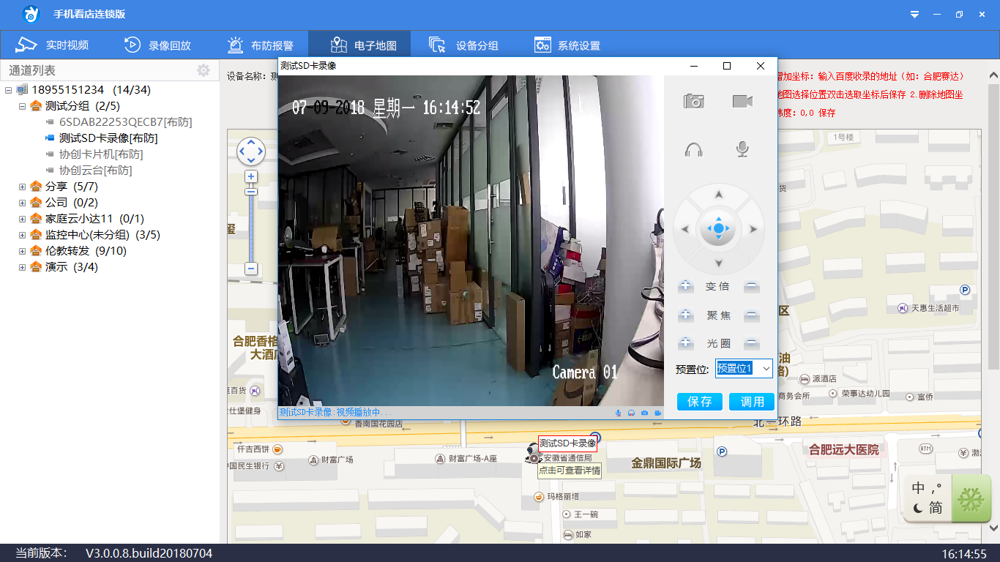 手机看店连锁版
实时视频
录像回放
布防报警
电子地图
设备分组
系统设置
通道列表
18955151234 (14/34)
测试分组 (2/5)
6SDAB22253QECB7[布防]
测试SD卡录像[布防]
协创卡片机[布防]
协创云台[布防]
分享 (5/7)
公司 (0/2)
家庭云小达11 (0/1)
监控中心(未分组) (3/5)
伦教转发 (9/10)
演示 (3/4)
设备名称：测
增加坐标：输入百度收录的地址（如：合肥赛达）
地图选择位置双击选取坐标后保存 2.删除地图坐
纬度：0,0 保存
测试SD卡录像
07-09-2018 星期一 16:14:52
Camera 01
变倍
聚焦
光圈
预置位:
预置位1
保存
调用
测试SD卡录像:视频播放中...
1号楼
货
玺
区
P
天惠生活超市
合肥香格
大酒店
百货
仕堡健身
派酒店
商务会所
荣事达幼儿园
富侨
香南国花园店
北一环路
仟吉西饼
中国民生银行
财富广场
财富广场-A座
测试SD卡录像
安徽省通信局
点击可查看详情
金鼎国际广场
P
合肥远大医院
ATM
玛格丽塔
王一碗
如家
中 ,°
简
当前版本： V3.0.0.8.build20180704
16:14:55